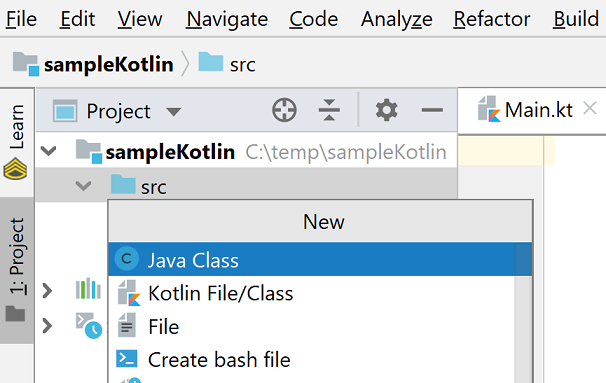 File Edit View Navigate Code Analyze Refactor Build
sampleKotlin src
Learn
1: Project
Project
Main.kt
sampleKotlin C:\temp\sampleKotlin
src
New
Java Class
Kotlin File/Class
File
Create bash file